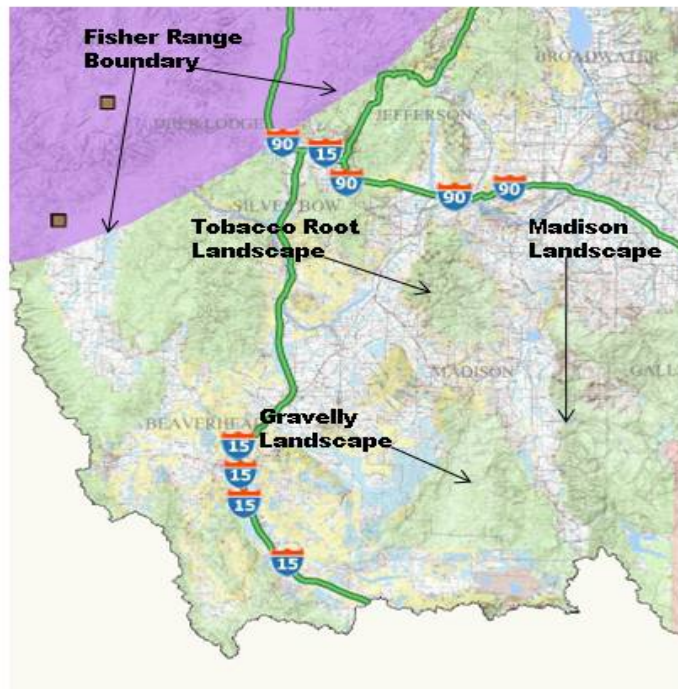 Fisher Range
Boundary
BROADWATER
DEER LODGE
JEFFERSON
90
15
90
90
90
SILVER BOW
Tobacco Root
Landscape
Madison
Landscape
MADISON
BEAVERHEAD
Gravelly
Landscape
15
15
15
15